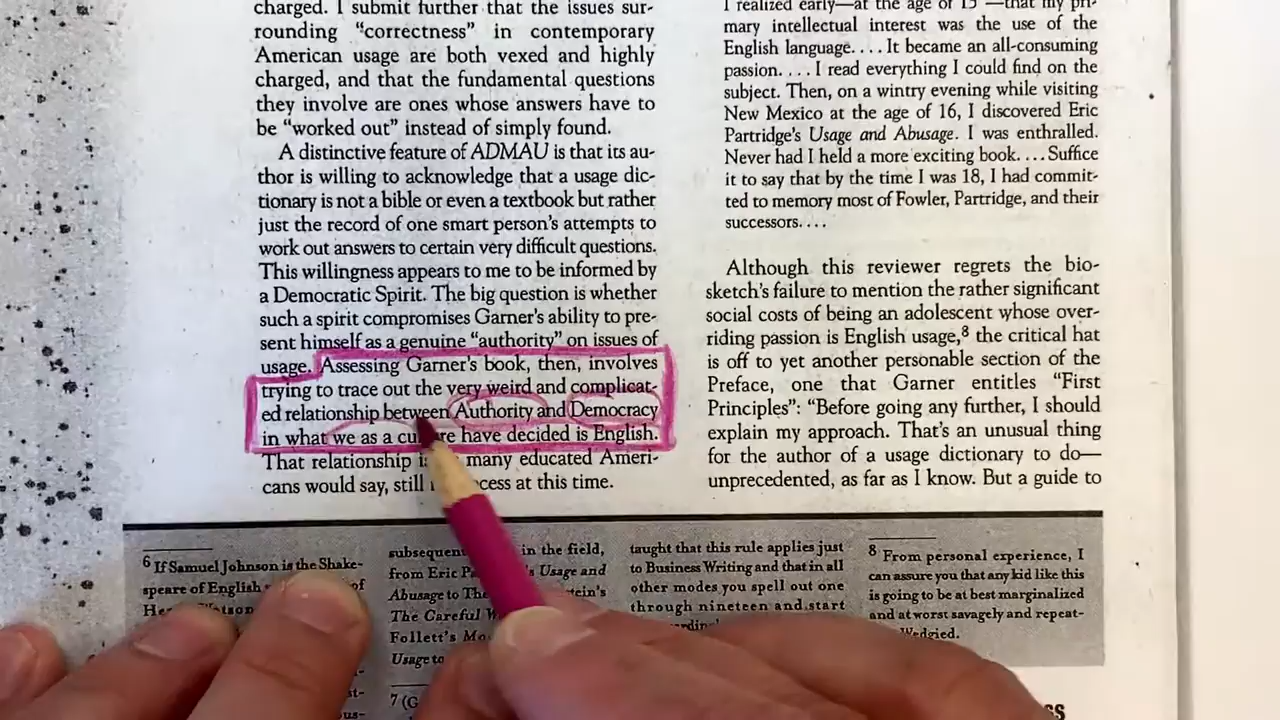 charged. I submit further that the issues sur-
rounding "correctness" in contemporary
American usage are both vexed and highly
charged, and that the fundamental questions
they involve are ones whose answers have to
be "worked out" instead of simply found.
A distinctive feature of ADMAU is that its au-
thor is willing to acknowledge that a usage dic-
tionary is not a bible or even a textbook but rather
just the record of one smart person's attempts to
work out answers to certain very difficult questions.
This willingness appears to me to be informed by
a Democratic Spirit. The big question is whether
such a spirit compromises Garner's ability to pre-
sent himself as a genuine "authority" on issues of
usage. Assessing Garner's book, then, involves
trying to trace out the very weird and complicat-
ed relationship between Authority and Democracy
in what we as a culture have decided is English.
That relationship many educated Ameri-
cans would say, still at this time.
I realized early—at the age of 15 —that my pri-
mary intellectual interest was the use of the
English language. . . . It became an all-consuming
passion. . . . I read everything I could find on the
subject. Then, on a wintry evening while visiting
New Mexico at the age of 16, I discovered Eric
Partridge's Usage and Abusage. I was enthralled.
Never had I held a more exciting book. . . . Suffice
it to say that by the time I was 18, I had commit-
ted to memory most of Fowler, Partridge, and their
successors. . . .
Although this reviewer regrets the bio-
sketch's failure to mention the rather significant
social costs of being an adolescent whose over-
riding passion is English usage,8 the critical hat
is off to yet another personable section of the
Preface, one that Garner entitles "First
Principles": "Before going any further, I should
explain my approach. That's an unusual thing
for the author of a usage dictionary to do—
unprecedented, as far as I know. But a guide to
6 If Samuel Johnson is the Shake-
speare of English of
subsequent in the field,
from Eric Usage and
Abusage to
The Careful
Follett's
Usage to
7 (G
taught that this rule applies just
to Business Writing and that in all
other modes you spell out one
through nineteen and start
8 From personal experience, I
can assure you that any kid like this
is going to be at best marginalized
and at worst savagely and repeat-
Wedgied.